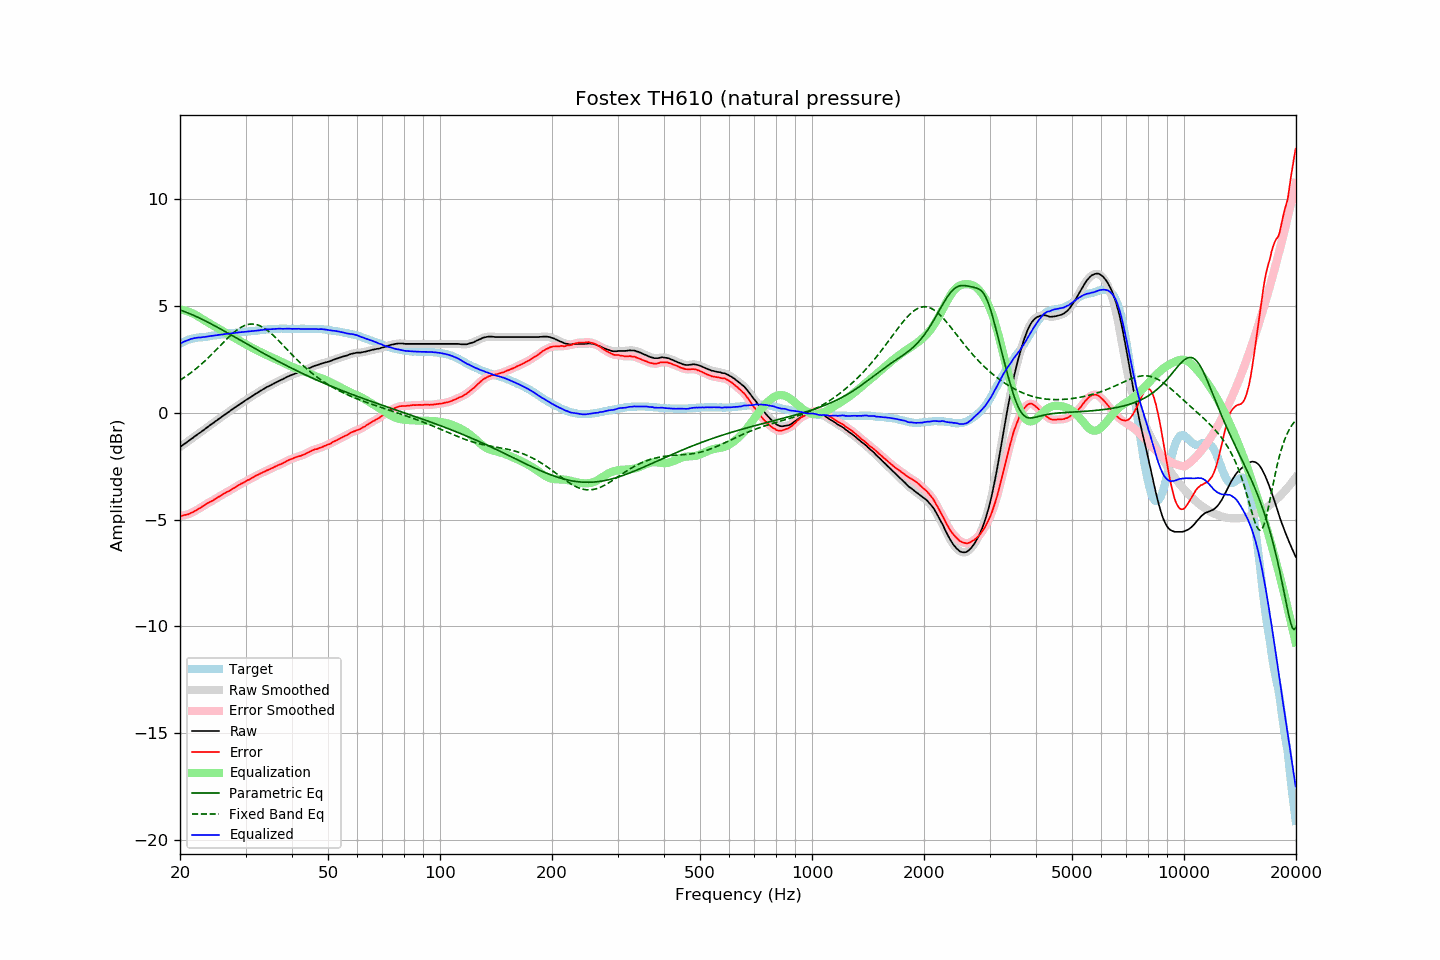 Fostex TH610 (natural pressure)
Amplitude (dBr)
10
5
0
−5
−10
−15
−20
Target
Raw Smoothed
Error Smoothed
Raw
Error
Equalization
Parametric Eq
Fixed Band Eq
Equalized
20 50 100 200 500 1000 2000 5000 10000 20000
Frequency (Hz)